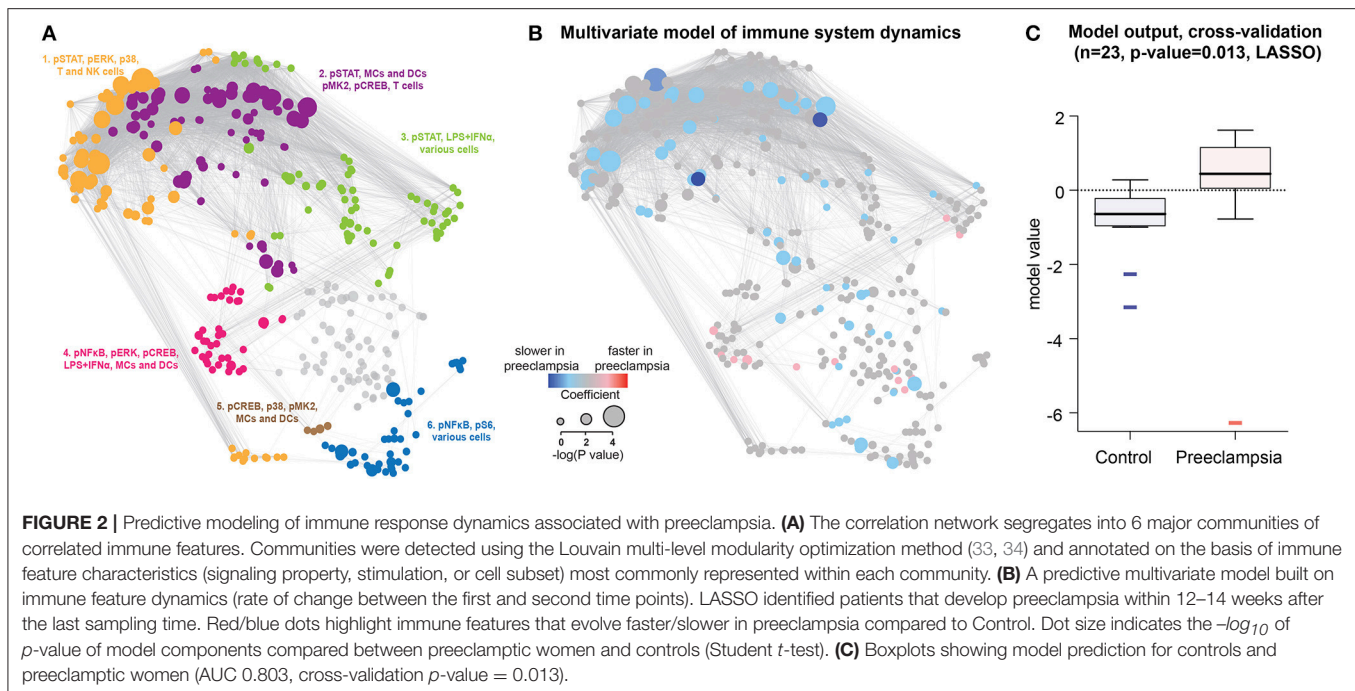 A
1. pSTAT, pERK, p38,
T and NK cells
2. pSTAT, MCs and DCs
pMK2, pCREB, T cells
3. pSTAT, LPS+IFNα,
various cells
4. pNFκB, pERK, pCREB,
LPS+IFNα, MCs and DCs
5. pCREB, p38, pMK2,
MCs and DCs
6. pNFκB, pS6,
various cells
B Multivariate model of immune system dynamics
slower in
preeclampsia
faster in
preeclampsia
Coefficient
0 2 4
-log(P value)
C Model output, cross-validation
(n=23, p-value=0.013, LASSO)
model value
2
0
-2
-4
-6
Control Preeclampsia
FIGURE 2 | Predictive modeling of immune response dynamics associated with preeclampsia. (A) The correlation network segregates into 6 major communities of
correlated immune features. Communities were detected using the Louvain multi-level modularity optimization method (33, 34) and annotated on the basis of immune
feature characteristics (signaling property, stimulation, or cell subset) most commonly represented within each community. (B) A predictive multivariate model built on
immune feature dynamics (rate of change between the first and second time points). LASSO identified patients that develop preeclampsia within 12–14 weeks after
the last sampling time. Red/blue dots highlight immune features that evolve faster/slower in preeclampsia compared to Control. Dot size indicates the –log10 of
p-value of model components compared between preeclamptic women and controls (Student t-test). (C) Boxplots showing model prediction for controls and
preeclamptic women (AUC 0.803, cross-validation p-value = 0.013).